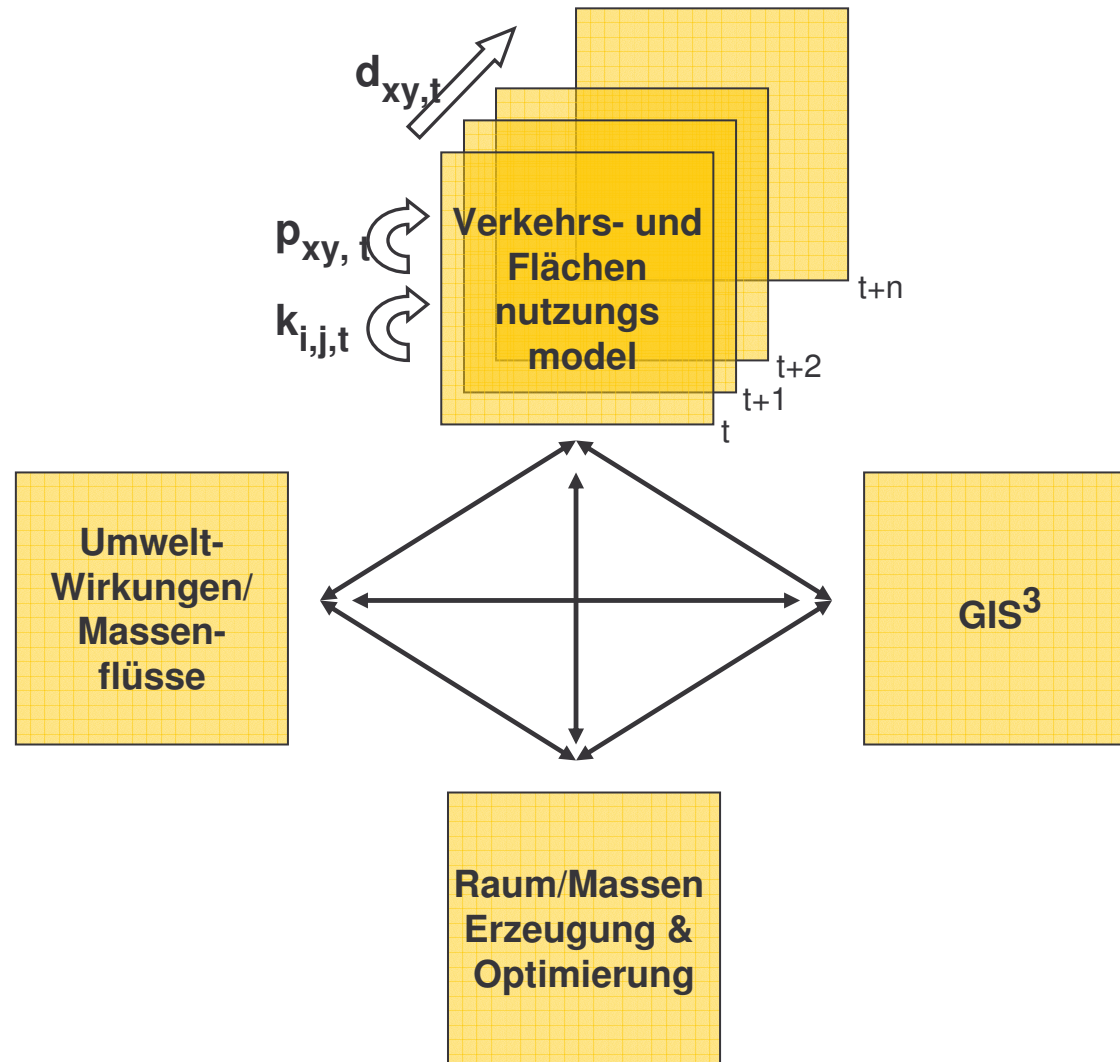 d_xy,t
p_xy, t
k_i,j,t
Verkehrs- und
Flächen
nutzungs
model
t+n
t+2
t+1
t
Umwelt-
Wirkungen/
Massen-
flüsse
GIS³
Raum/Massen
Erzeugung &
Optimierung